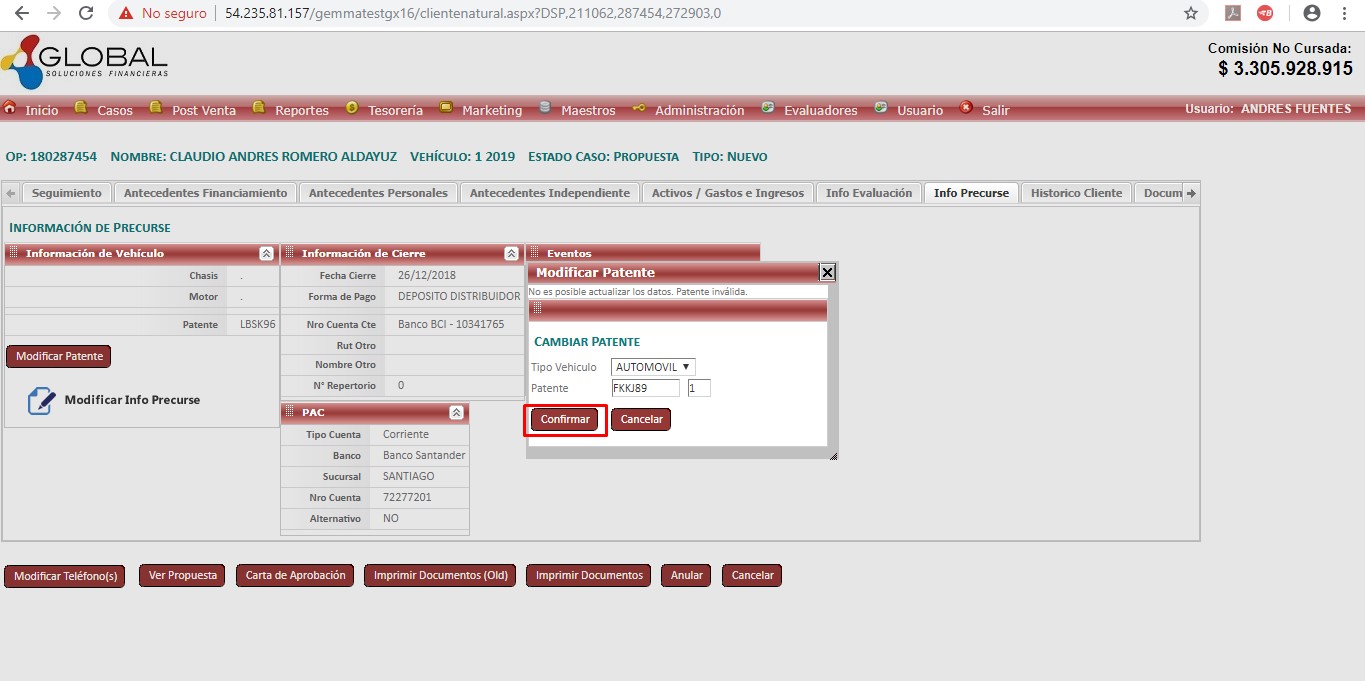 No seguro
54.235.81.157/gemmatestgx16/clientenatural.aspx?DSP,211062,287454,272903,0
GLOBAL
SOLUCIONES FINANCIERAS
Comisión No Cursada:
$ 3.305.928.915
Inicio Casos Post Venta Reportes Tesorería Marketing Maestros Administración Evaluadores Usuario Salir Usuario: ANDRES FUENTES
OP: 180287454 NOMBRE: CLAUDIO ANDRES ROMERO ALDAYUZ VEHÍCULO: 1 2019 ESTADO CASO: PROPUESTA TIPO: NUEVO
Seguimiento Antecedentes Financiamiento Antecedentes Personales Antecedentes Independiente Activos / Gastos e Ingresos Info Evaluación Info Precurse Historico Cliente Docum
INFORMACIÓN DE PRECURSE
Información de Vehículo
Chasis .
Motor .
Patente LBSK96
Modificar Patente
Modificar Info Precurse
Información de Cierre
Fecha Cierre 26/12/2018
Forma de Pago DEPOSITO DISTRIBUIDOR
Nro Cuenta Cte Banco BCI - 10341765
Rut Otro
Nombre Otro
N° Repertorio 0
PAC
Tipo Cuenta Corriente
Banco Banco Santander
Sucursal SANTIAGO
Nro Cuenta 72277201
Alternativo NO
Eventos
Modificar Patente
No es posible actualizar los datos. Patente inválida.
CAMBIAR PATENTE
Tipo Vehiculo AUTOMOVIL
Patente FKKJ89 1
Confirmar Cancelar
Modificar Teléfono(s) Ver Propuesta Carta de Aprobación Imprimir Documentos (Old) Imprimir Documentos Anular Cancelar